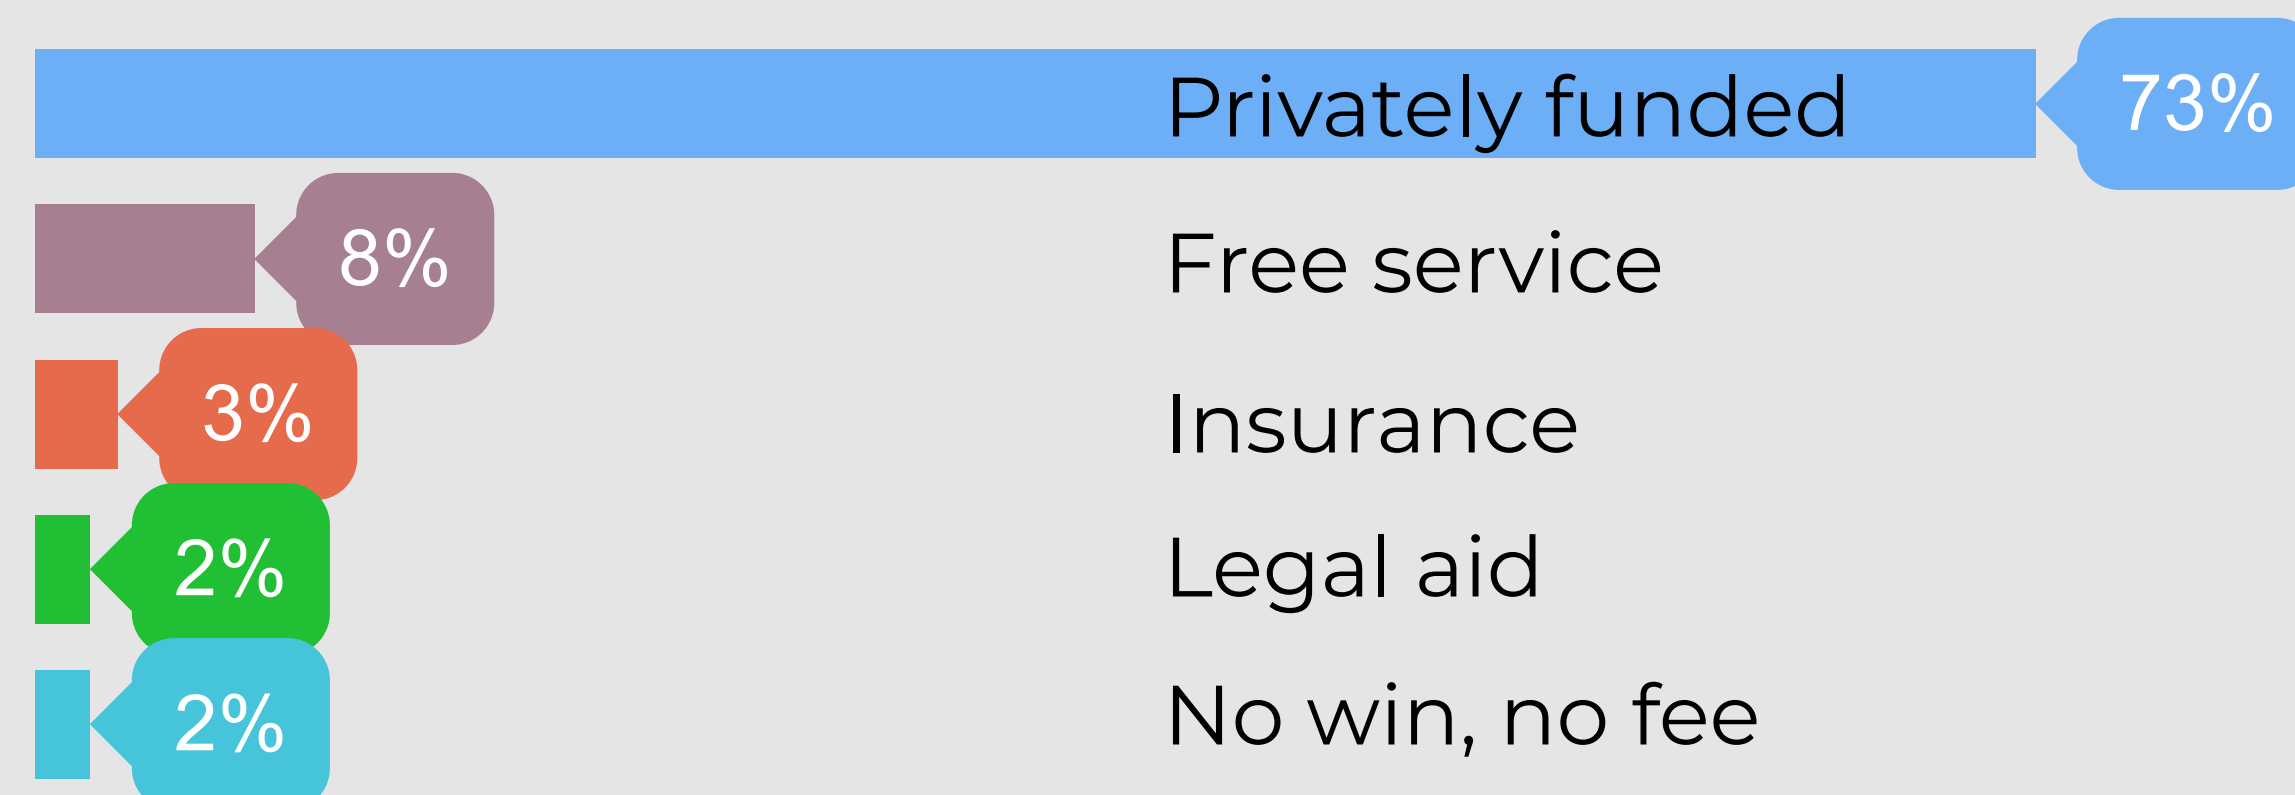 Privately funded 73%
8% Free service
3% Insurance
2% Legal aid
2% No win, no fee